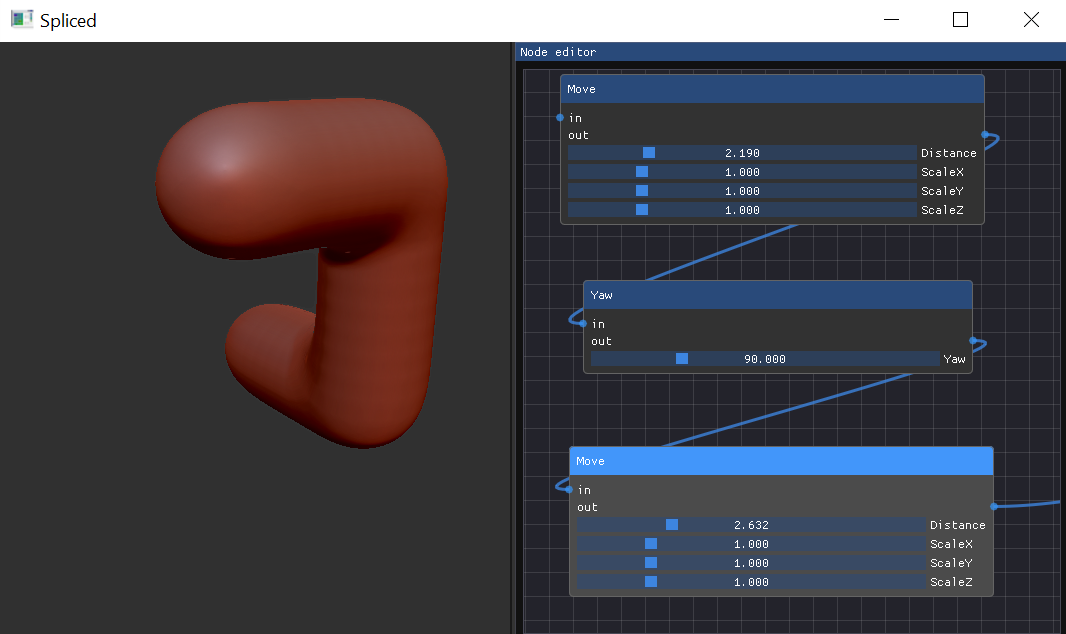 Spliced
Node editor
Move
in
out
2.190 Distance
1.000 ScaleX
1.000 ScaleY
1.000 ScaleZ
Yaw
in
out
90.000 Yaw
Move
in
out
2.632 Distance
1.000 ScaleX
1.000 ScaleY
1.000 ScaleZ